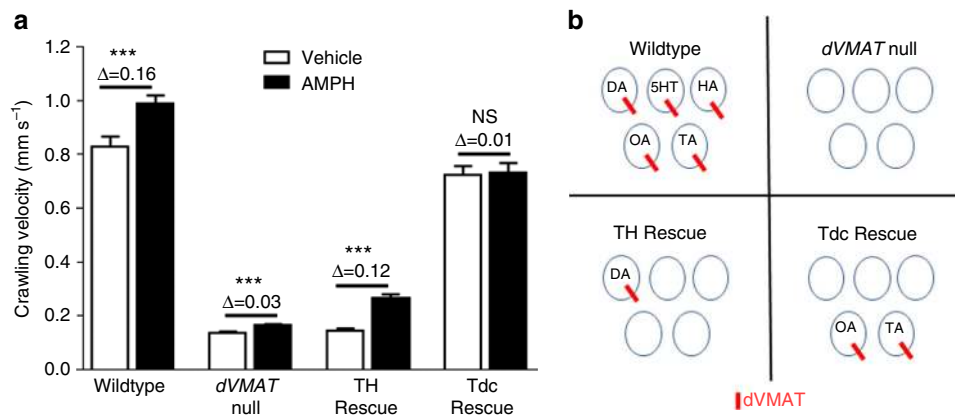 a
Crawling velocity (mm s⁻¹)
1.2
1.0
0.8
0.6
0.4
0.2
0.0
Vehicle
AMPH
***
Δ=0.16
***
Δ=0.03
***
Δ=0.12
NS
Δ=0.01
Wildtype
dVMAT
null
TH
Rescue
Tdc
Rescue
b
Wildtype
DA
5HT
HA
OA
TA
dVMAT null
TH Rescue
DA
Tdc Rescue
OA
TA
dVMAT